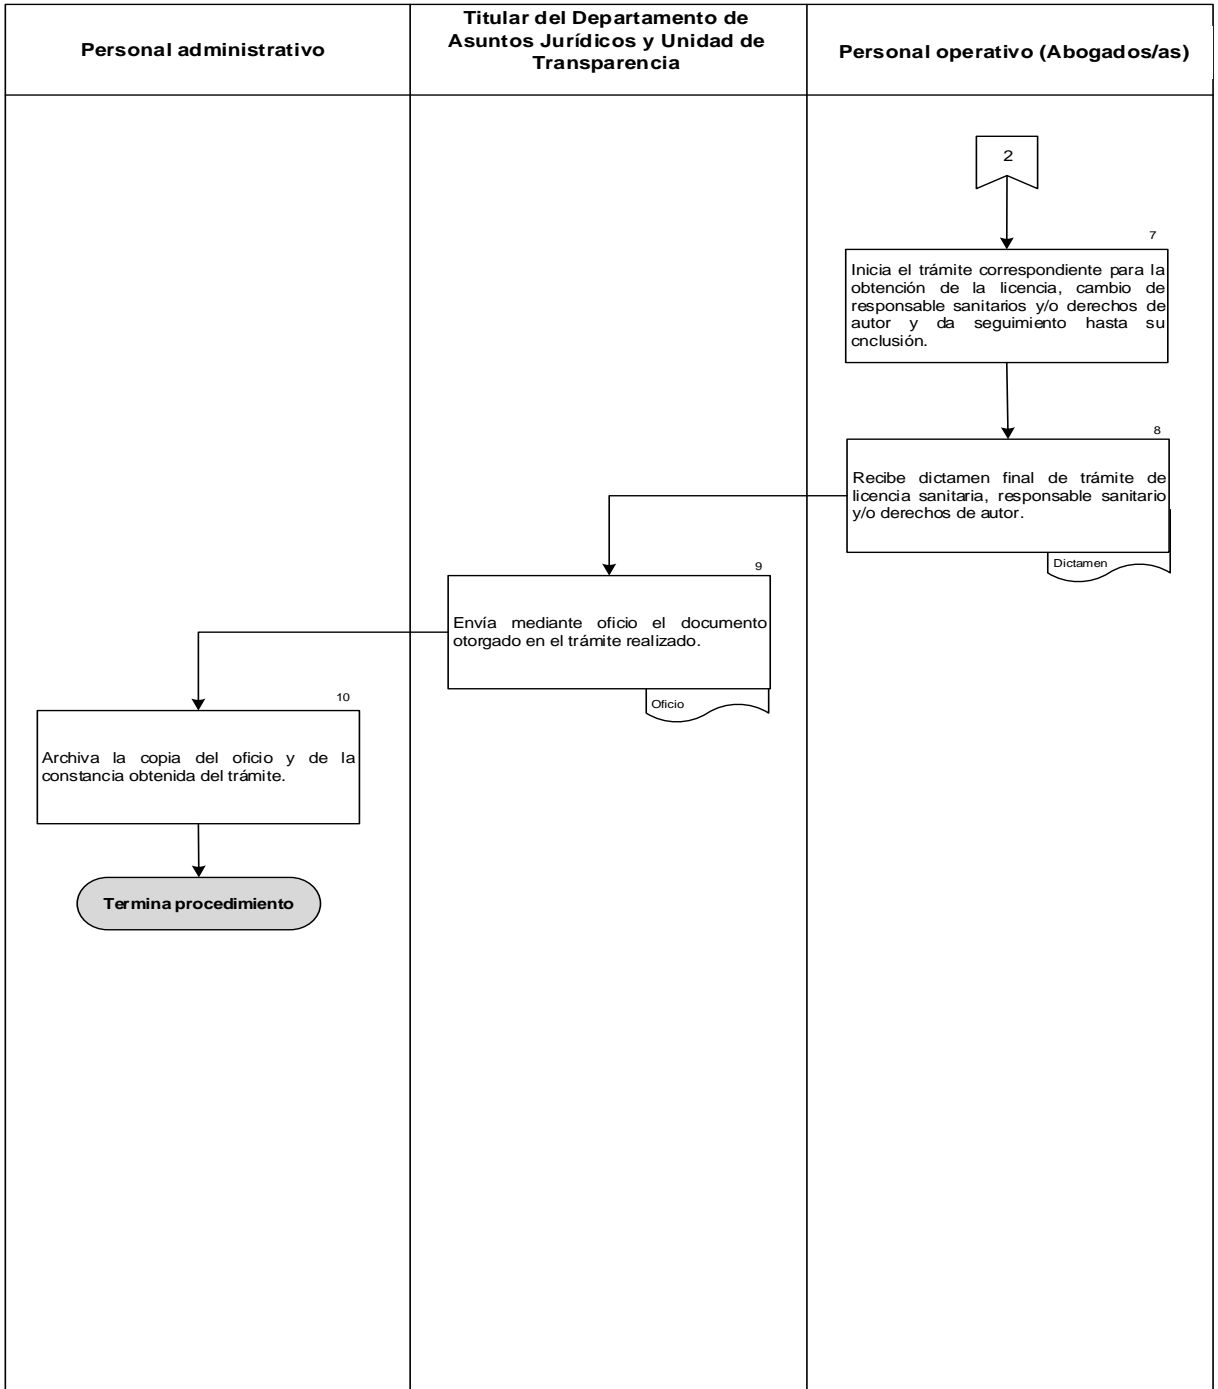 Personal administrativo
Titular del Departamento de
Asuntos Jurídicos y Unidad de
Transparencia
Personal operativo (Abogados/as)
2
7
Inicia el trámite correspondiente para la
obtención de la licencia, cambio de
responsable sanitarios y/o derechos de
autor y da seguimiento hasta su
cnclusión.
8
Recibe dictamen final de trámite de
licencia sanitaria, responsable sanitario
y/o derechos de autor.
Dictamen
9
Envía mediante oficio el documento
otorgado en el trámite realizado.
Oficio
10
Archiva la copia del oficio y de la
constancia obtenida del trámite.
Termina procedimiento